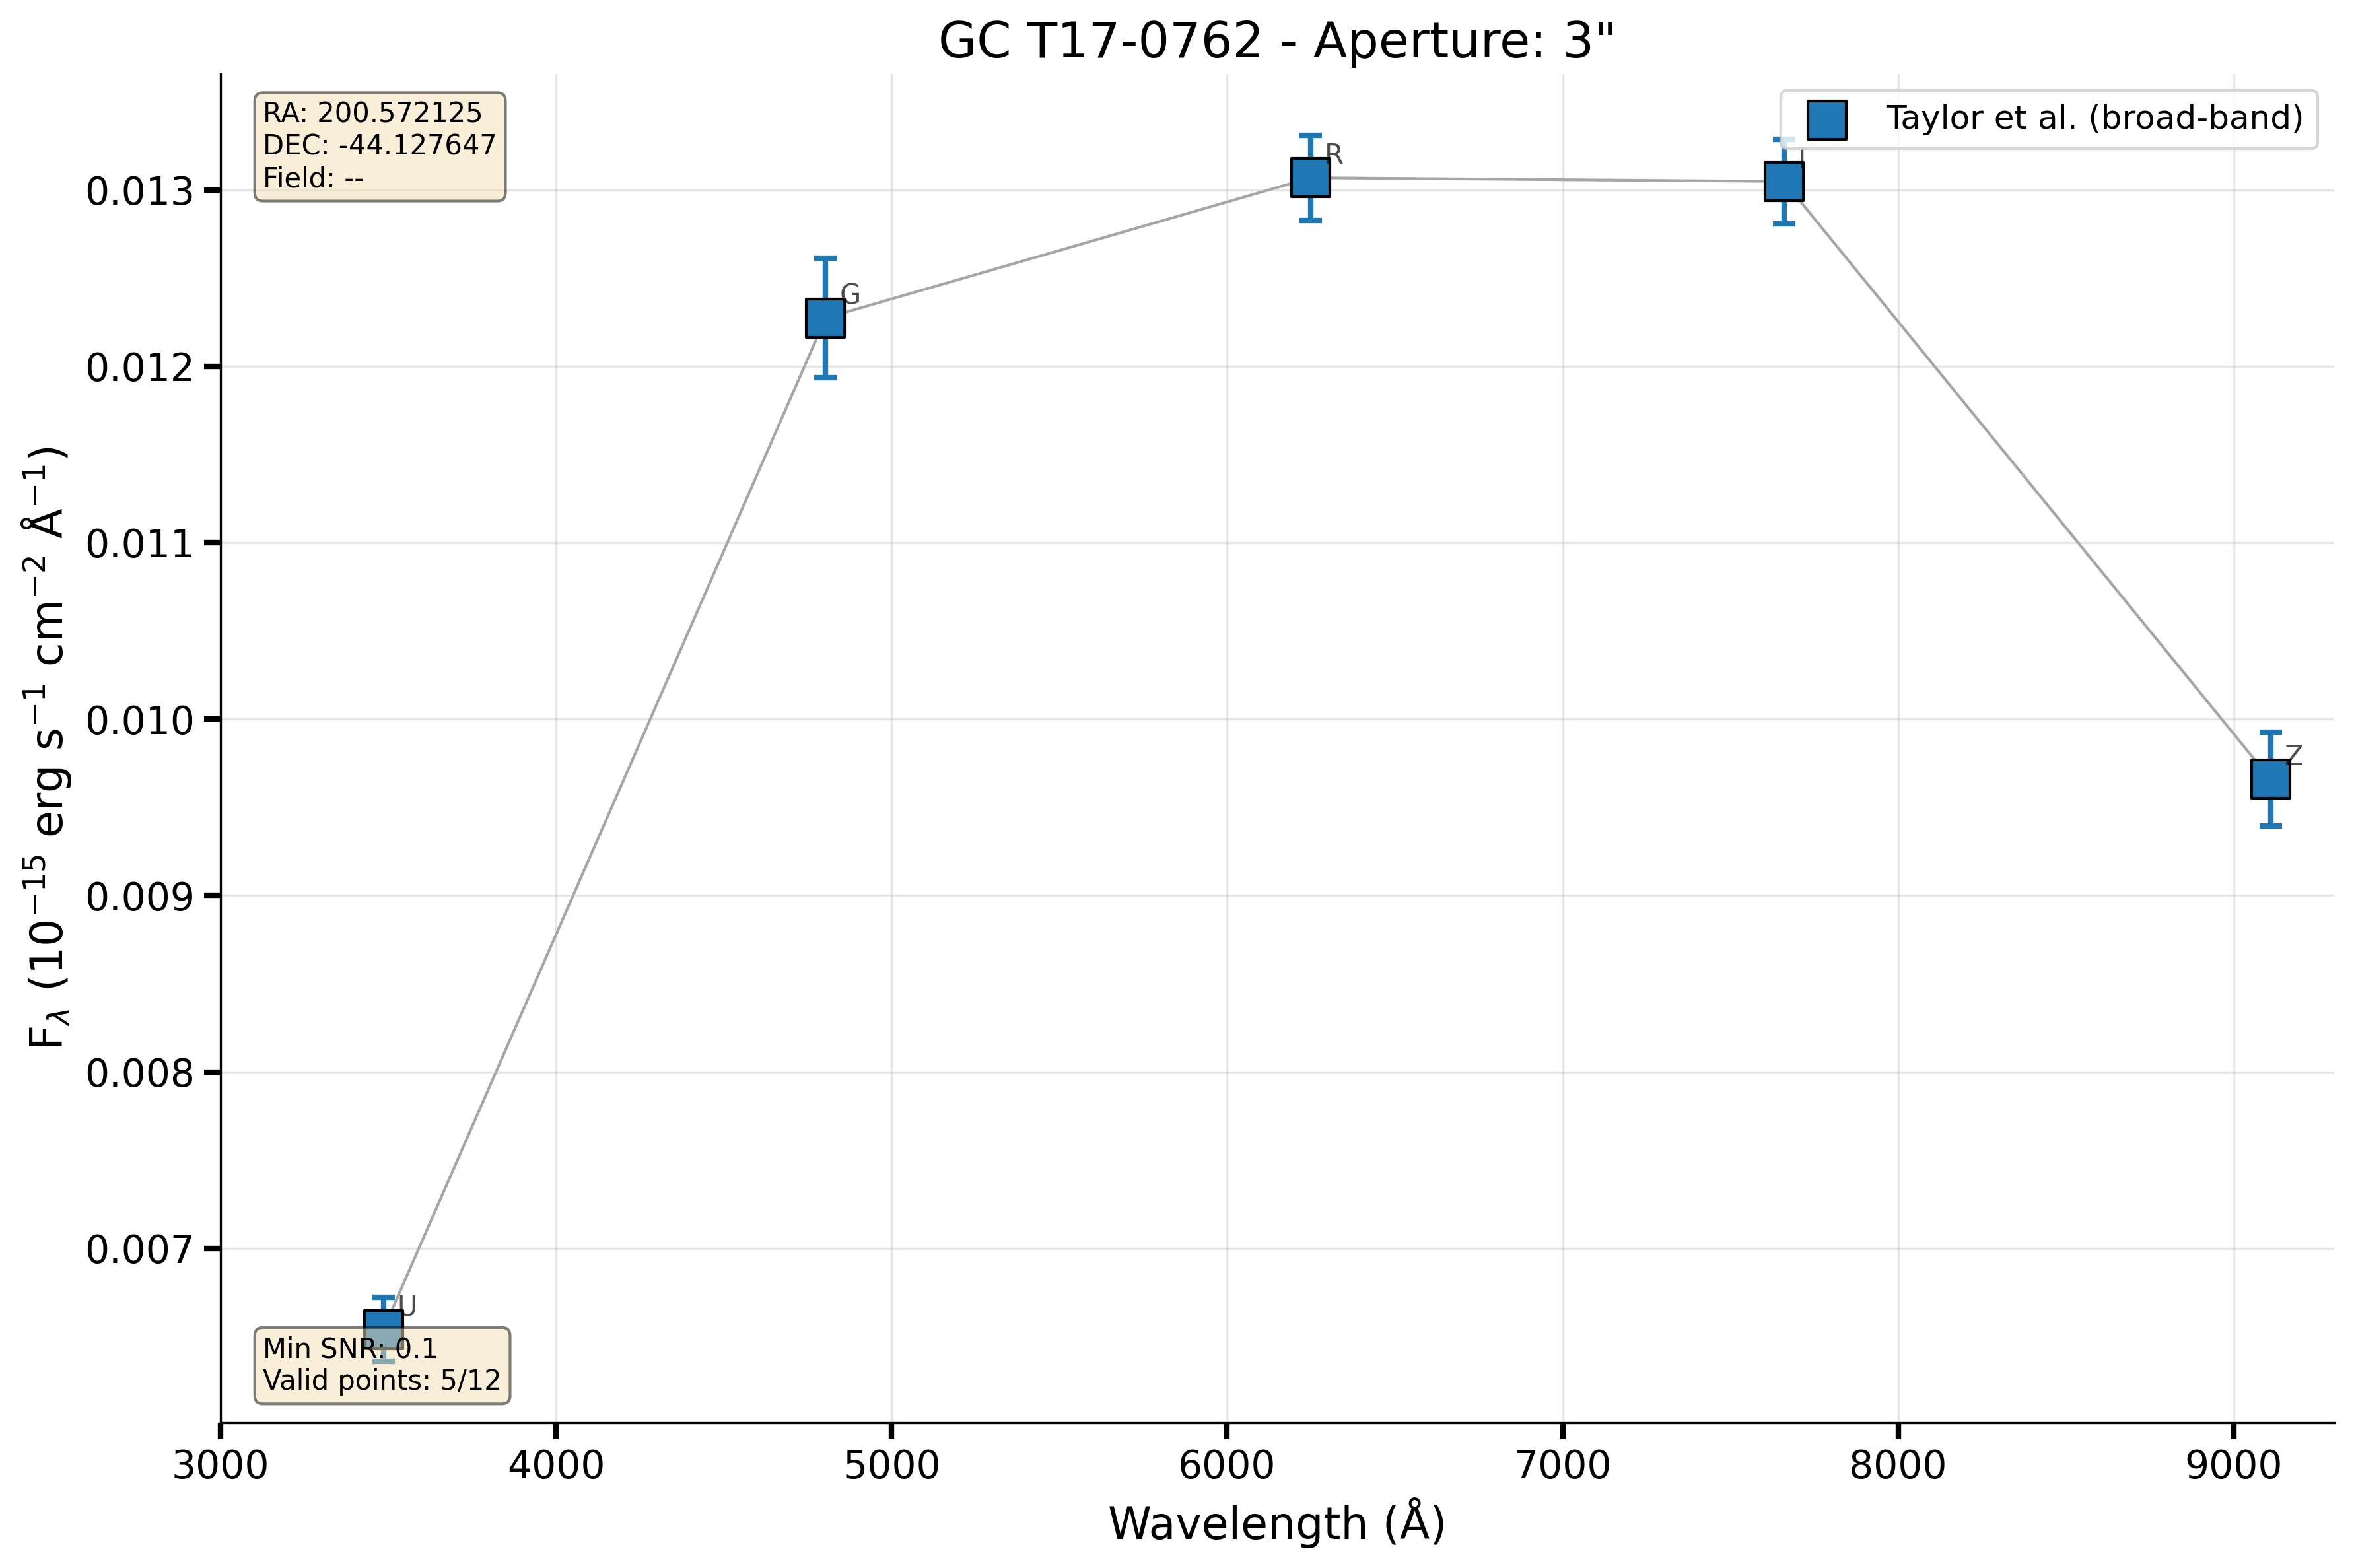 GC T17-0762 - Aperture: 3"
RA: 200.572125
DEC: -44.127647
Field: --
Taylor et al. (broad-band)
R
G
Z
U
Min SNR: 0.1
Valid points: 5/12
F_λ (10⁻¹⁵ erg s⁻¹ cm⁻² Å⁻¹)
0.013
0.012
0.011
0.010
0.009
0.008
0.007
3000 4000 5000 6000 7000 8000 9000
Wavelength (Å)